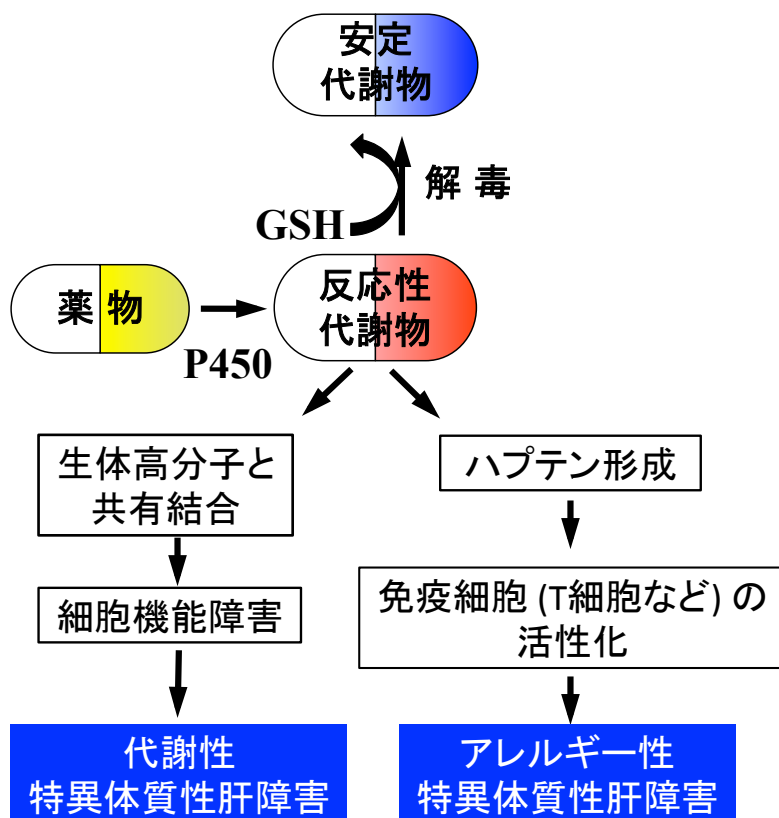 安定
代謝物
解 毒
GSH
薬 物
反応性
代謝物
P450
生体高分子と
共有結合
ハプテン形成
細胞機能障害
免疫細胞 (T細胞など) の
活性化
代謝性
特異体質性肝障害
アレルギー性
特異体質性肝障害